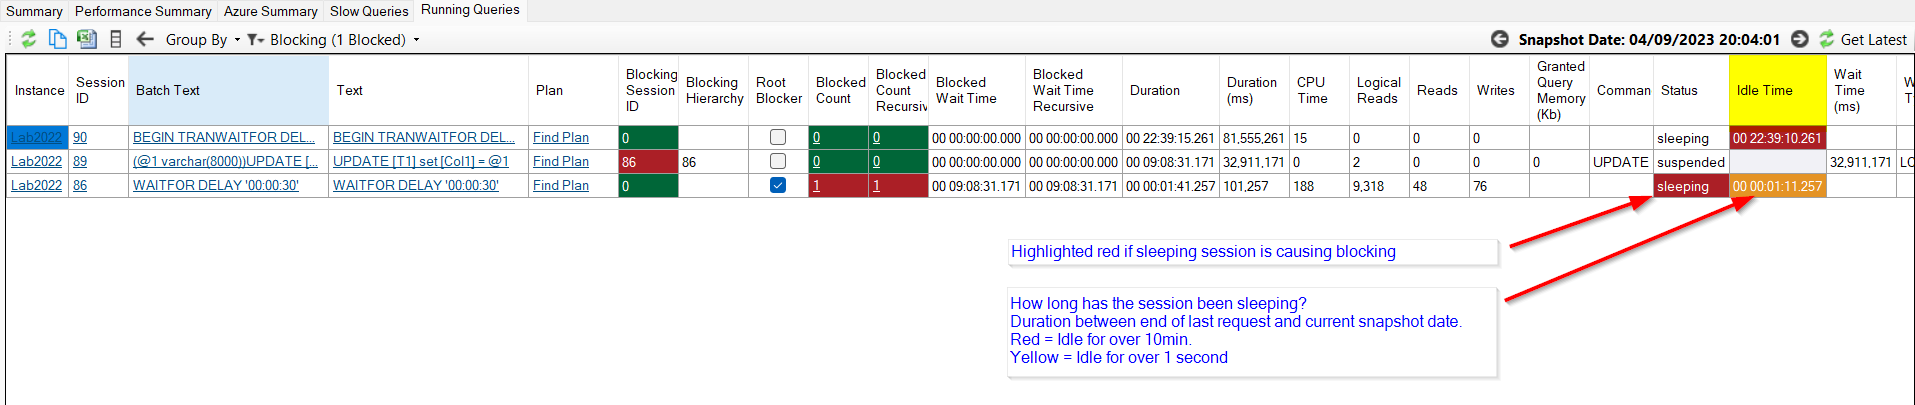 Summary Performance Summary Azure Summary Slow Queries Running Queries
Group By Blocking (1 Blocked) Snapshot Date: 04/09/2023 20:04:01 Get Latest
Instance Session ID Batch Text Text Plan Blocking Session ID Blocking Hierarchy Root Blocker Blocked Count Blocked Count Recursiv Blocked Wait Time Blocked Wait Time Recursive Duration Duration (ms) CPU Time Logical Reads Reads Writes Granted Query Memory (Kb) Comman Status Idle Time Wait Time (ms)
Lab2022 90 BEGIN TRANWAITFOR DEL... BEGIN TRANWAITFOR DEL... Find Plan 0 0 0 00 00:00:00.000 00 00:00:00.000 00 22:39:15.261 81,555,261 15 0 0 0 sleeping 00 22:39:10.261
Lab2022 89 (@1 varchar(8000))UPDATE [... UPDATE [T1] set [Col1] = @1 Find Plan 86 86 0 0 00 00:00:00.000 00 00:00:00.000 00 09:08:31.171 32,911,171 0 2 0 0 0 UPDATE suspended 32,911,171 LC
Lab2022 86 WAITFOR DELAY '00:00:30' WAITFOR DELAY '00:00:30' Find Plan 0 1 1 00 09:08:31.171 00 09:08:31.171 00 00:01:41.257 101,257 188 9,318 48 76 sleeping 00 00:01:11.257
Highlighted red if sleeping session is causing blocking
How long has the session been sleeping?
Duration between end of last request and current snapshot date.
Red = Idle for over 10min.
Yellow = Idle for over 1 second